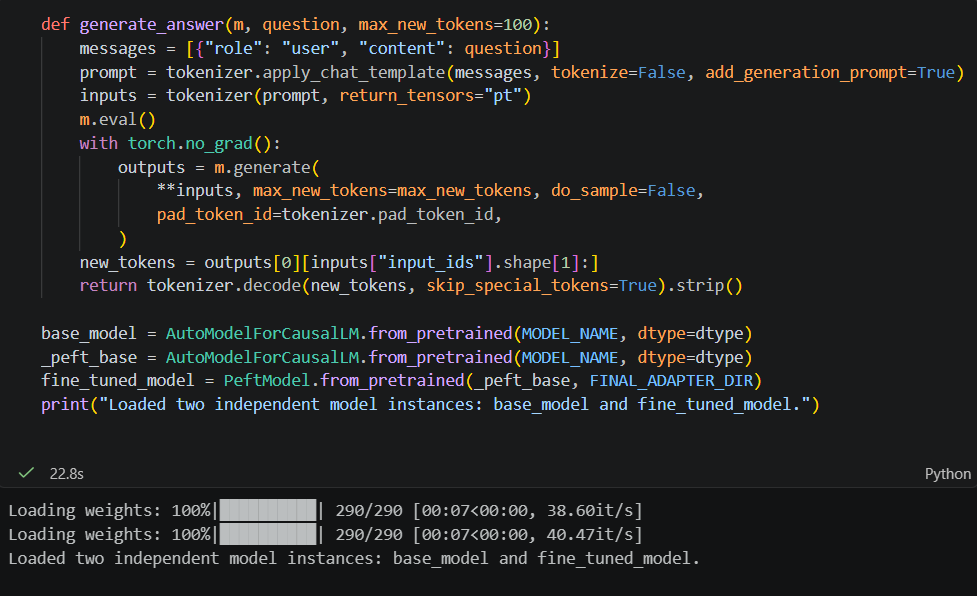 def generate_answer(m, question, max_new_tokens=100):
    messages = [{"role": "user", "content": question}]
    prompt = tokenizer.apply_chat_template(messages, tokenize=False, add_generation_prompt=True)
    inputs = tokenizer(prompt, return_tensors="pt")
    m.eval()
    with torch.no_grad():
        outputs = m.generate(
            **inputs, max_new_tokens=max_new_tokens, do_sample=False,
            pad_token_id=tokenizer.pad_token_id,
        )
    new_tokens = outputs[0][inputs["input_ids"].shape[1]:]
    return tokenizer.decode(new_tokens, skip_special_tokens=True).strip()

base_model = AutoModelForCausalLM.from_pretrained(MODEL_NAME, dtype=dtype)
_peft_base = AutoModelForCausalLM.from_pretrained(MODEL_NAME, dtype=dtype)
fine_tuned_model = PeftModel.from_pretrained(_peft_base, FINAL_ADAPTER_DIR)
print("Loaded two independent model instances: base_model and fine_tuned_model.")
22.8s
Python
Loading weights: 100%|██████████| 290/290 [00:07<00:00, 38.60it/s]
Loading weights: 100%|██████████| 290/290 [00:07<00:00, 40.47it/s]
Loaded two independent model instances: base_model and fine_tuned_model.